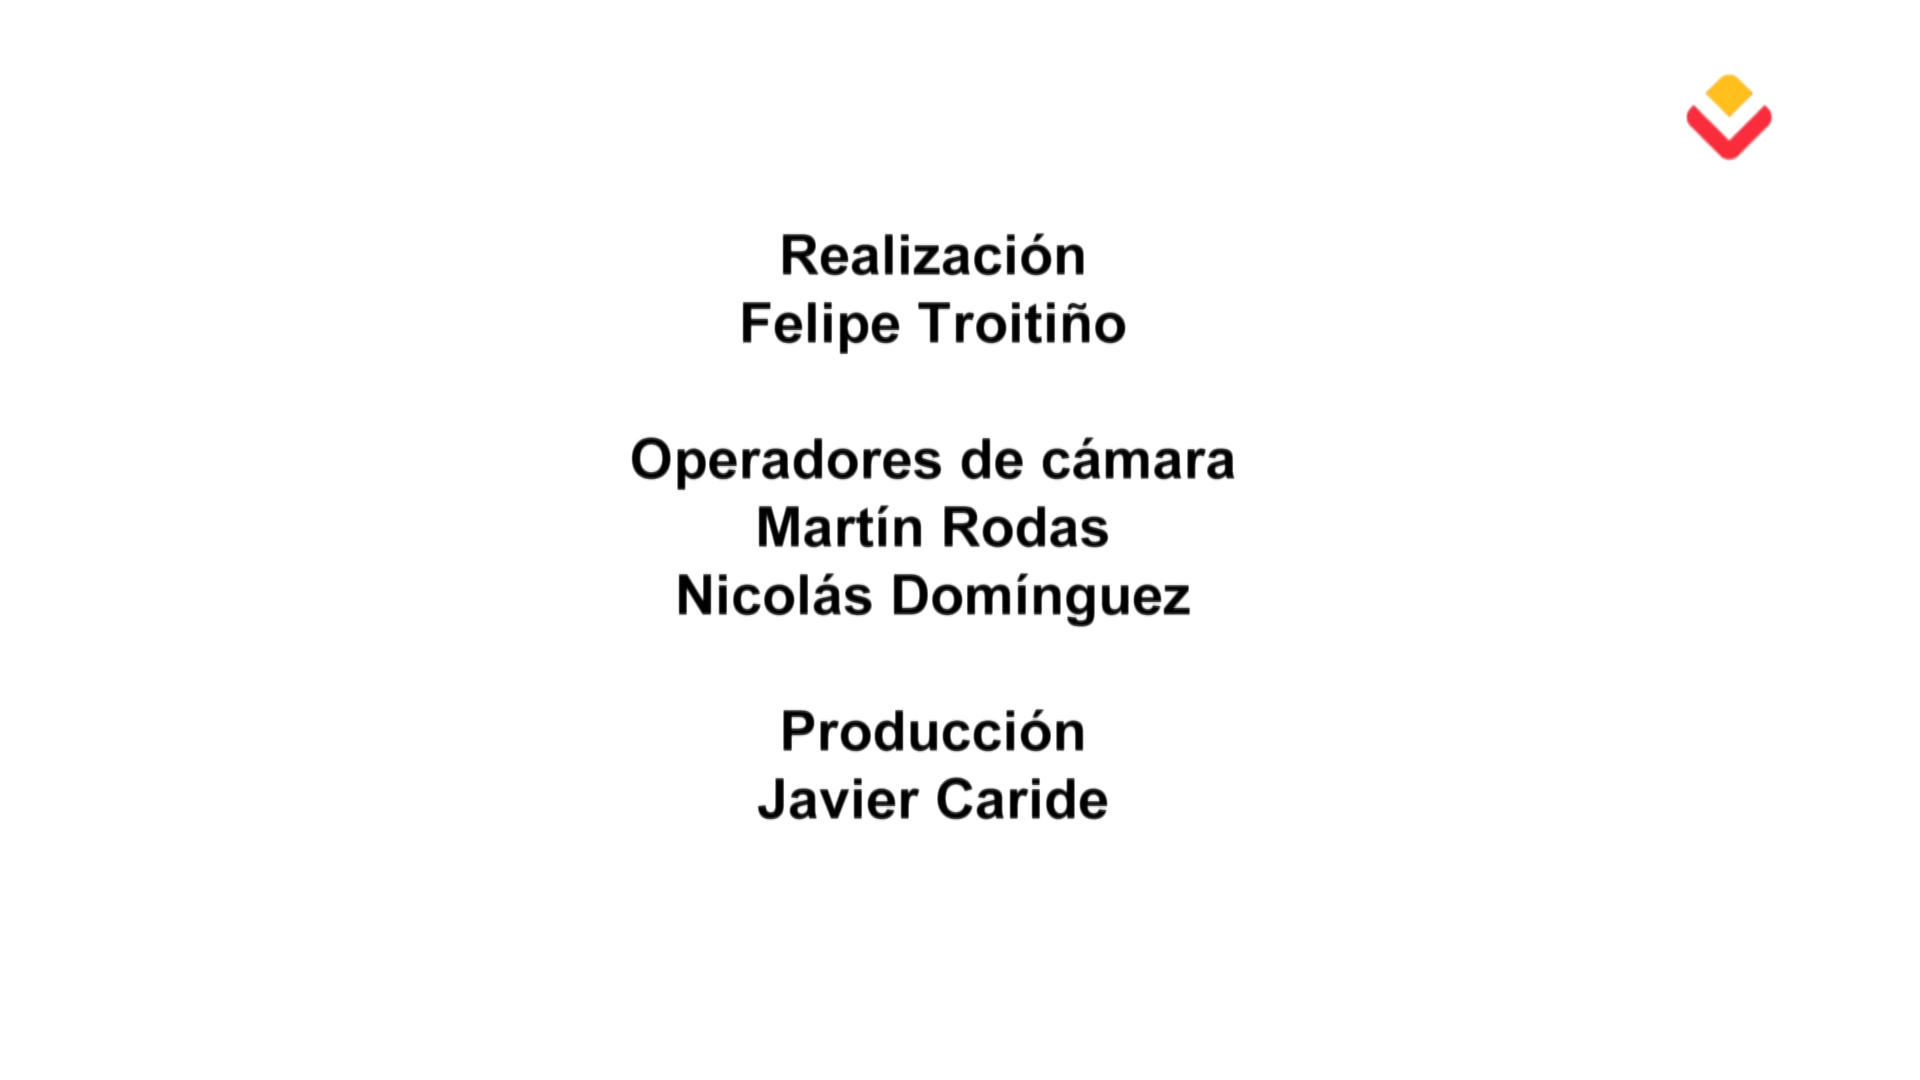 Realización
Felipe Troitiño
Operadores de cámara
Martín Rodas
Nicolás Domínguez
Producción
Javier Caride